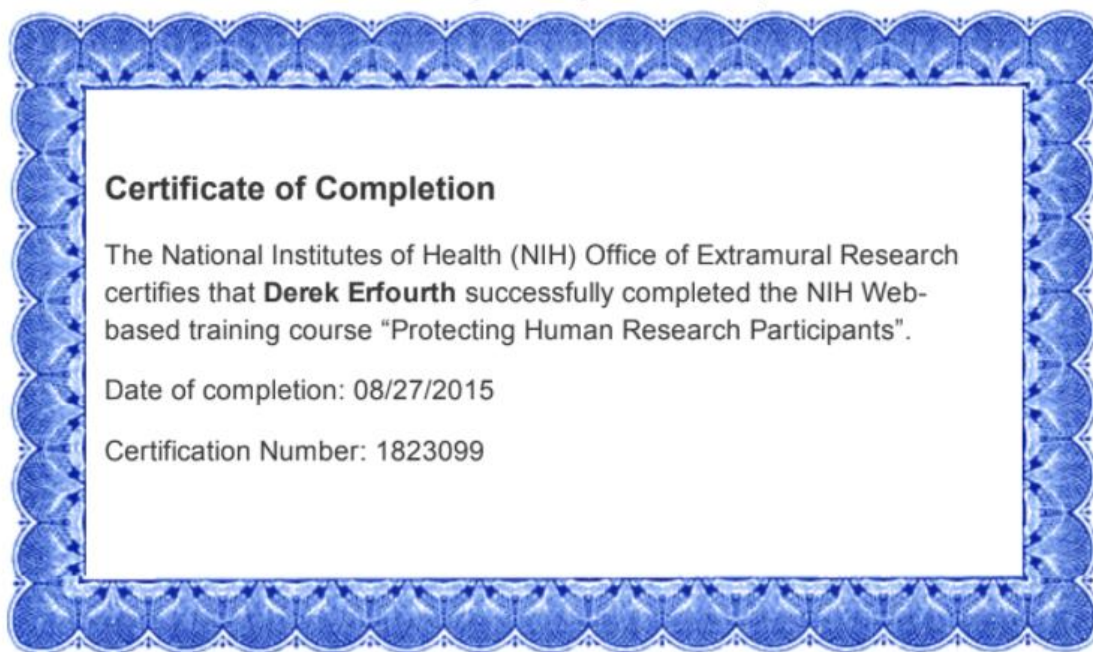 Certificate of Completion
The National Institutes of Health (NIH) Office of Extramural Research
certifies that Derek Erfourth successfully completed the NIH Web-
based training course “Protecting Human Research Participants”.
Date of completion: 08/27/2015
Certification Number: 1823099